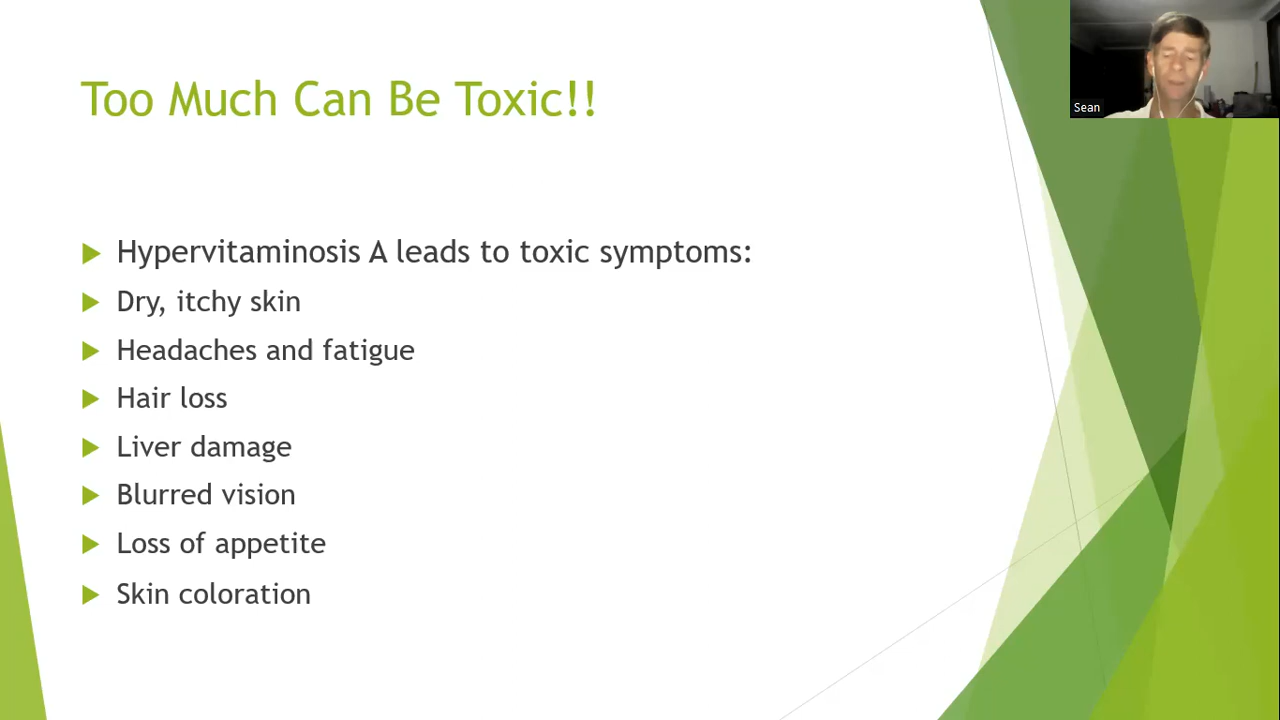 Too Much Can Be Toxic!!
Sean
Hypervitaminosis A leads to toxic symptoms:
Dry, itchy skin
Headaches and fatigue
Hair loss
Liver damage
Blurred vision
Loss of appetite
Skin coloration